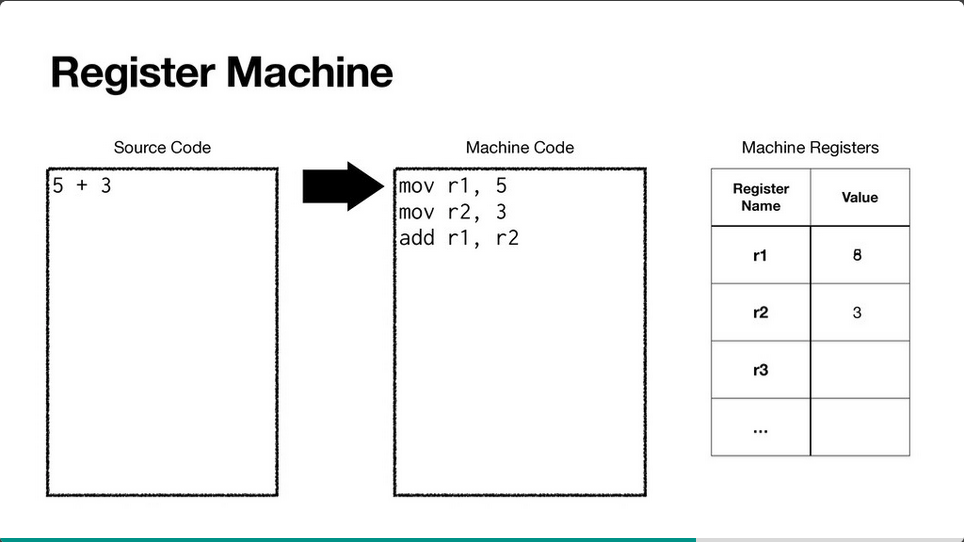 Register Machine
Source Code
5 + 3
Machine Code
mov r1, 5
mov r2, 3
add r1, r2
Machine Registers
Register
Name
Value
r1 8
r2 3
r3
...